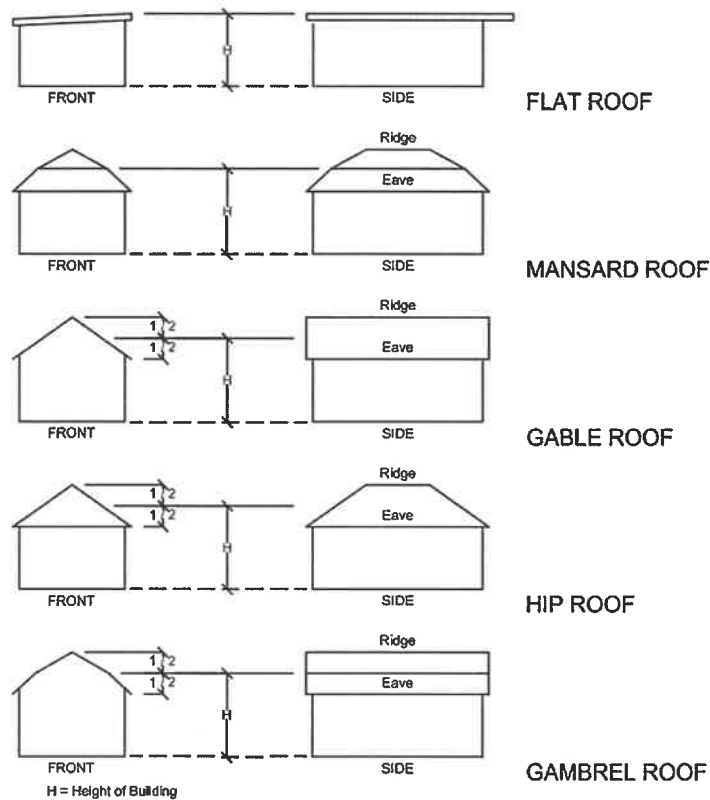 H
FRONT
SIDE
FLAT ROOF
Ridge
Eave
H
FRONT
SIDE
MANSARD ROOF
Ridge
1 2
1 2
Eave
H
FRONT
SIDE
GABLE ROOF
Ridge
1 2
1 2
Eave
H
FRONT
SIDE
HIP ROOF
Ridge
1 2
1 2
Eave
H
FRONT
SIDE
GAMBREL ROOF
H = Height of Building